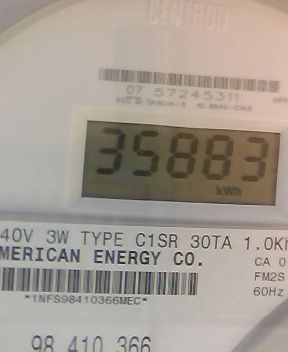 CENTRON
07 57245311
35883
kWh
40V 3W TYPE C1SR 30TA 1.0K
MERICAN ENERGY CO.
CA 0
FM2S
60Hz
*1NFS98410366MEC*
98 410 366